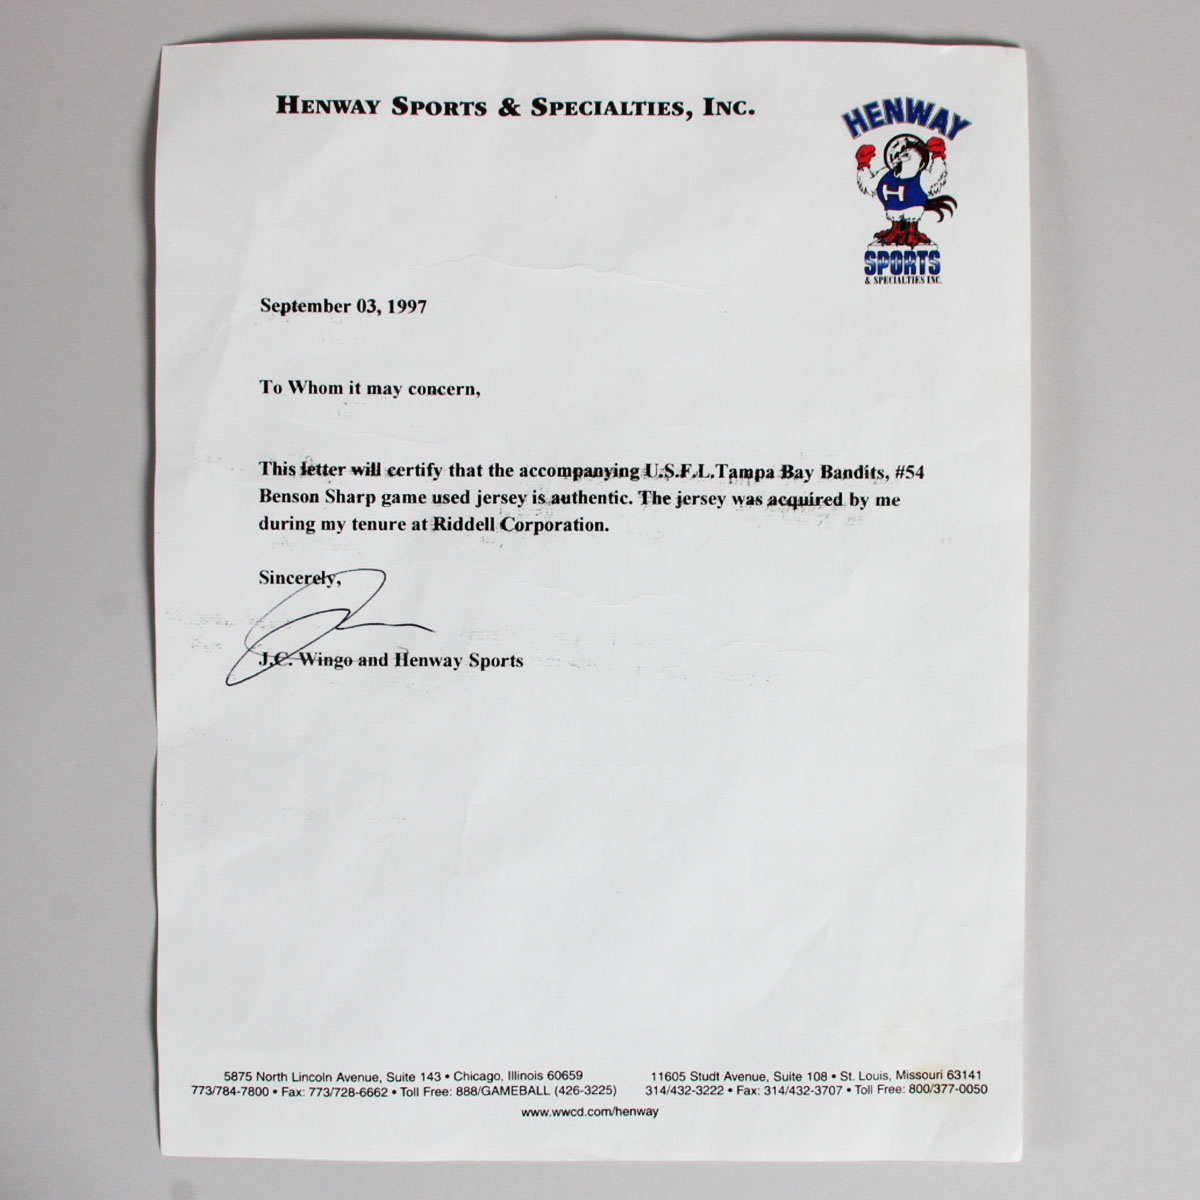 HENWAY SPORTS & SPECIALTIES, INC.
HENWAY
H
SPORTS
& SPECIALTIES INC.
September 03, 1997
To Whom it may concern,
This letter will certify that the accompanying U.S.F.L.Tampa Bay Bandits, #54
Benson Sharp game used jersey is authentic. The jersey was acquired by me
during my tenure at Riddell Corporation.
Sincerely,
J.C. Wingo and Henway Sports
5875 North Lincoln Avenue, Suite 143 • Chicago, Illinois 60659
773/784-7800 • Fax: 773/728-6662 • Toll Free: 888/GAMEBALL (426-3225)
11605 Studt Avenue, Suite 108 • St. Louis, Missouri 63141
314/432-3222 • Fax: 314/432-3707 • Toll Free: 800/377-0050
www.wwcd.com/henway